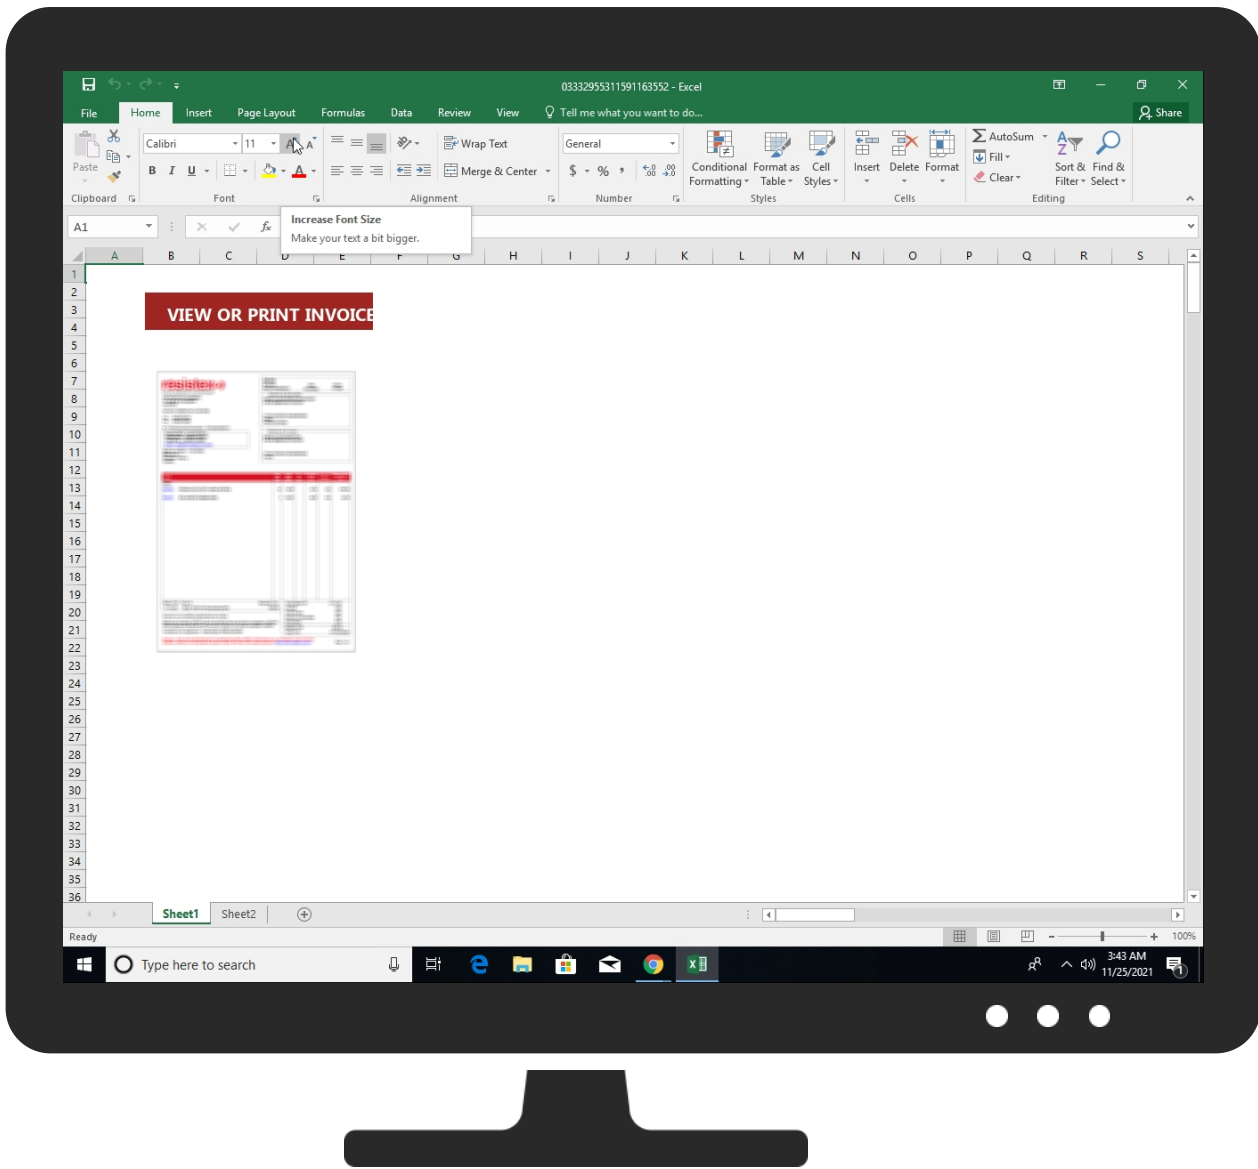 03332955311591163552 - Excel
File Home Insert Page Layout Formulas Data Review View Tell me what you want to do... Share
Paste
Clipboard
Calibri 11
B I U
Font
Wrap Text
Merge & Center
Alignment
General
$ % , .00
Number
Conditional Formatting
Format as Table
Cell Styles
Styles
Insert Delete Format
Cells
AutoSum
Fill
Clear
Sort & Filter
Find & Select
Editing
A1 fx
Increase Font Size
Make your text a bit bigger.
A B C D E F G H I J K L M N O P Q R S
1
2
3
4
5
6
7
8
9
10
11
12
13
14
15
16
17
18
19
20
21
22
23
24
25
26
27
28
29
30
31
32
33
34
35
36
VIEW OR PRINT INVOICE
Sheet1 Sheet2
Ready 100%
Type here to search
3:43 AM
11/25/2021
1